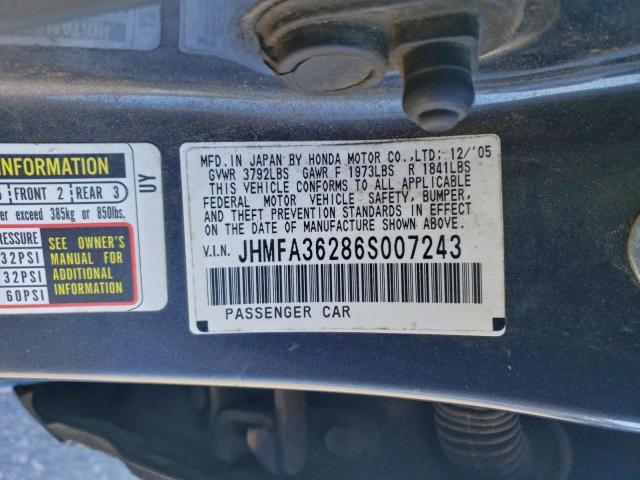 INFORMATION
FRONT 2 REAR 3
exceed 385kg or 850lbs.
PRESSURE
32PSI
32PSI
60PSI
SEE OWNER'S
MANUAL FOR
ADDITIONAL
INFORMATION
UY
MFD. IN JAPAN BY HONDA MOTOR CO.,LTD: 12/'05
GVWR 3792LBS GAWR F 1973LBS R 1841LBS
THIS VEHICLE CONFORMS TO ALL APPLICABLE
FEDERAL MOTOR VEHICLE SAFETY, BUMPER,
AND THEFT PREVENTION STANDARDS IN EFFECT
ON THE DATE OF MANUFACTURE SHOWN ABOVE.
V.I.N. JHMFA36286S007243
PASSENGER CAR